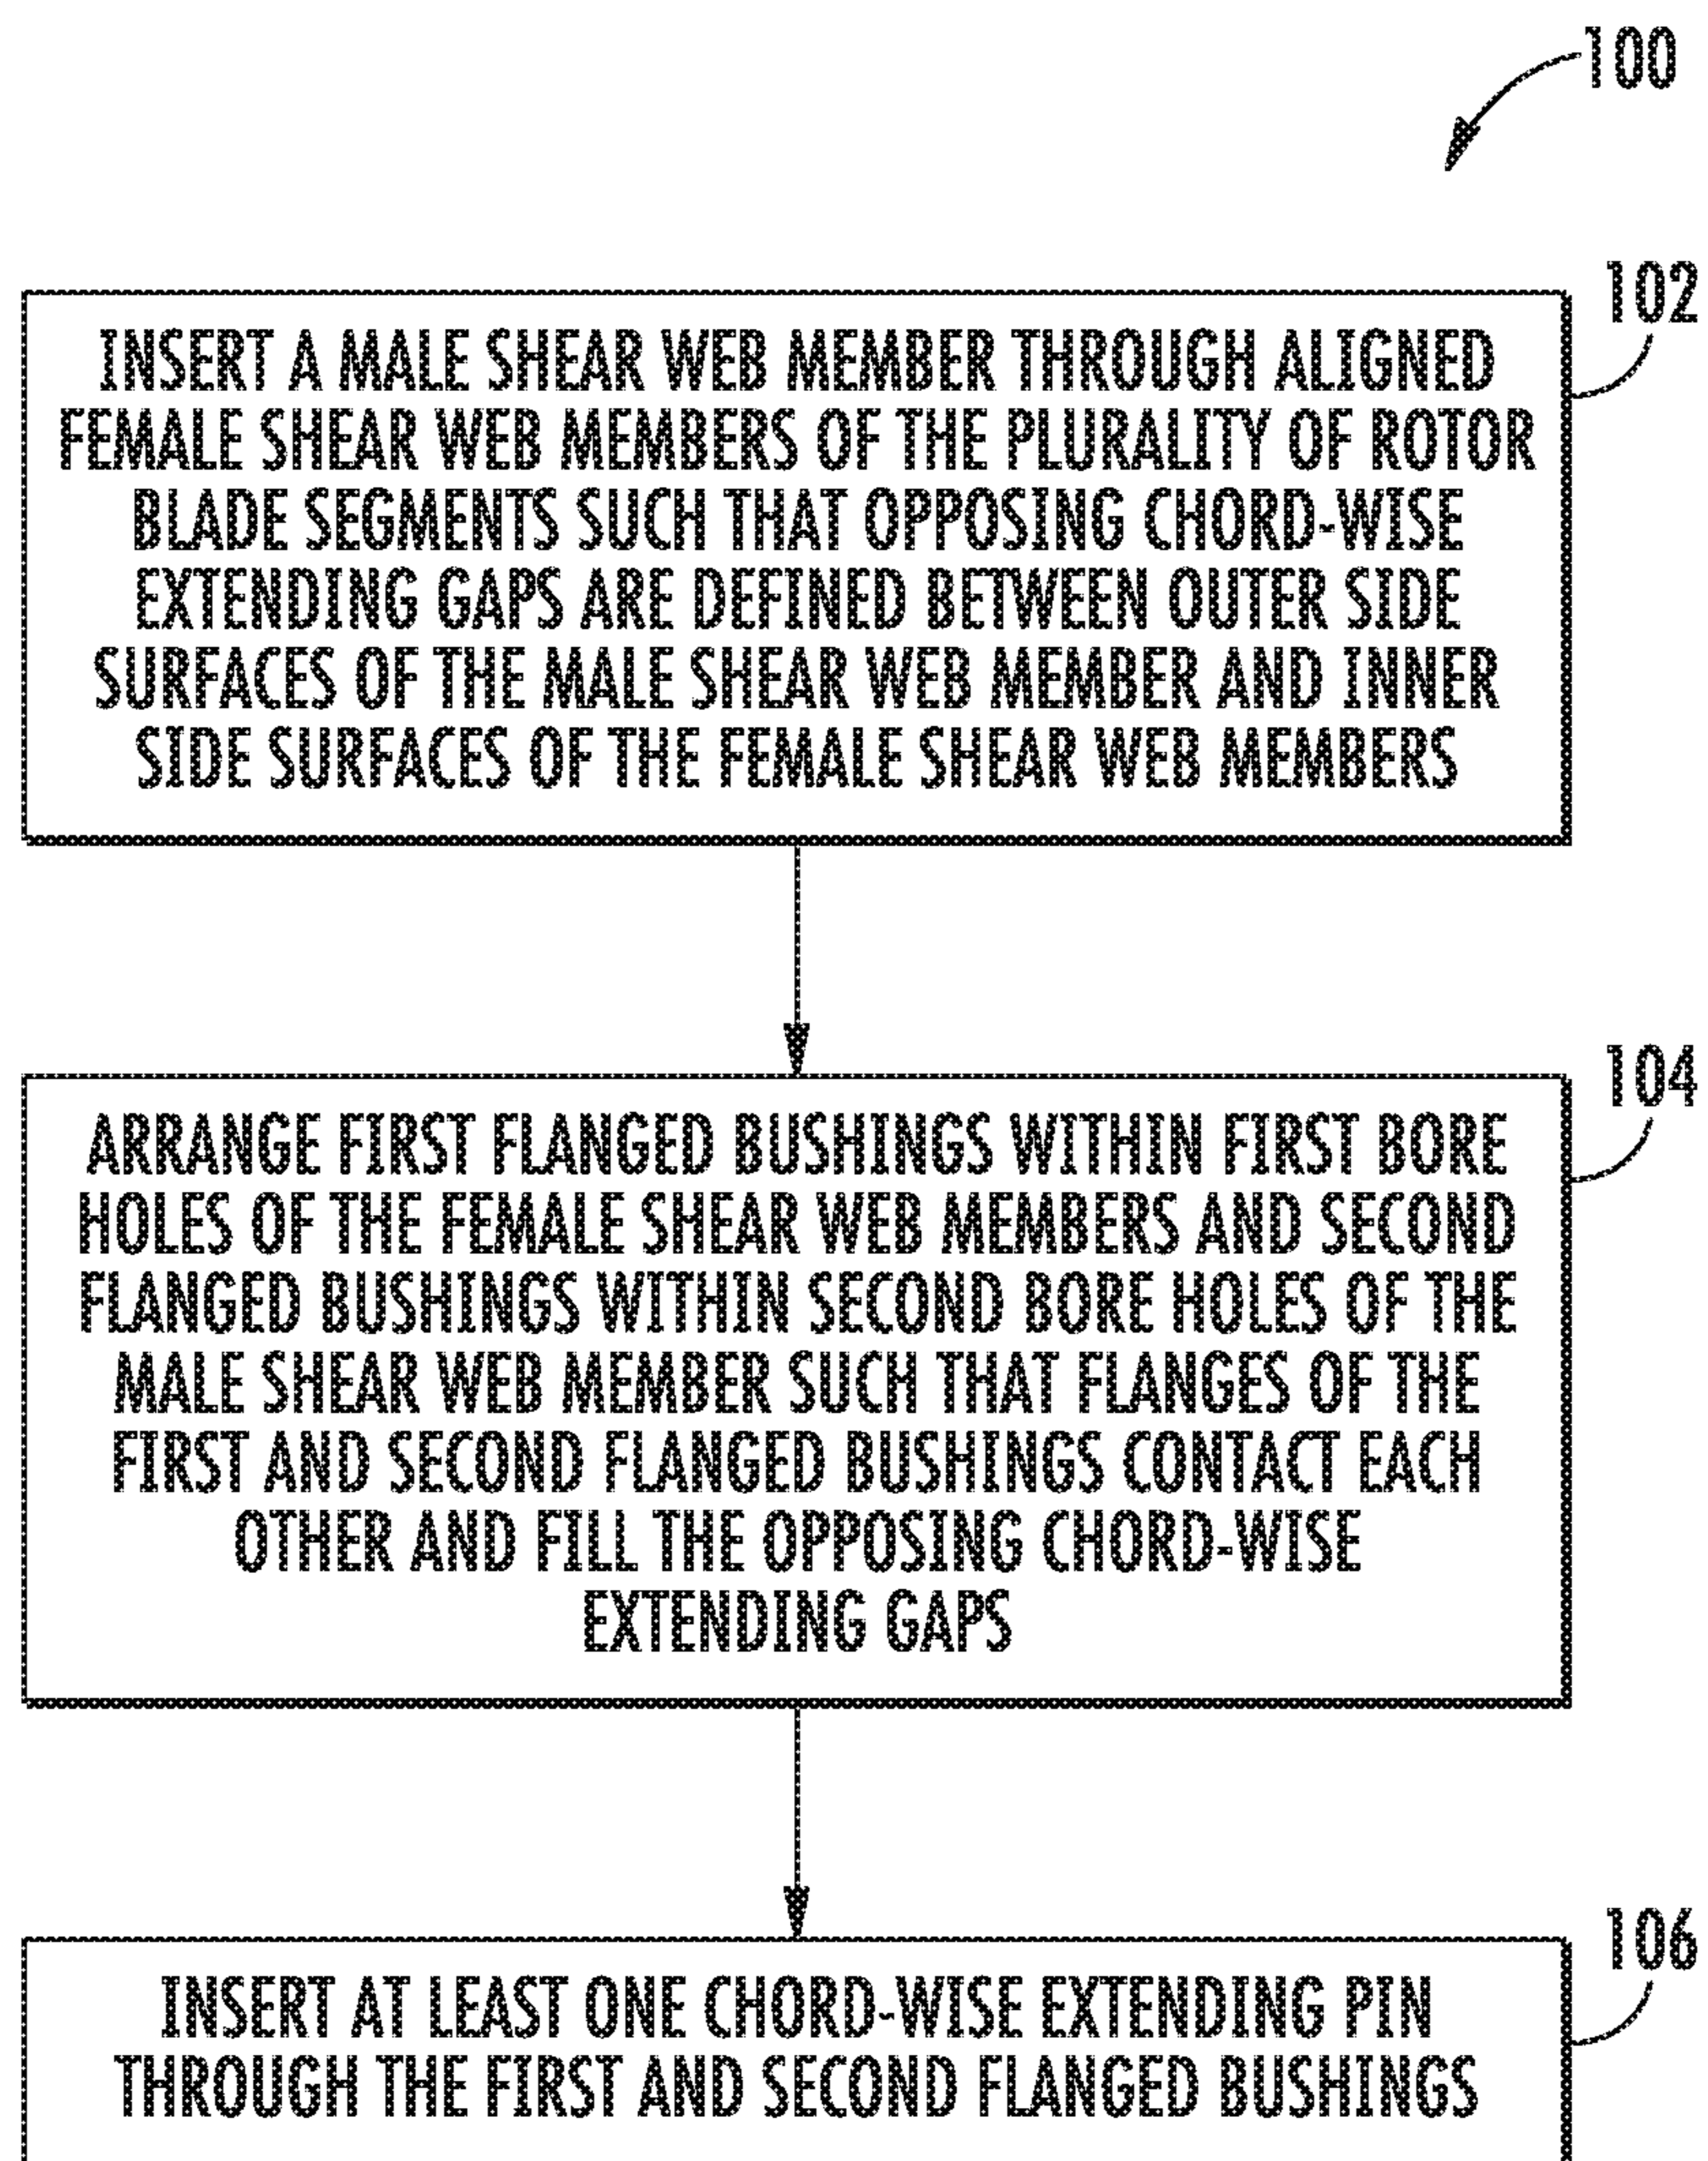 100
102
INSERT A MALE SHEAR WEB MEMBER THROUGH ALIGNED
FEMALE SHEAR WEB MEMBERS OF THE PLURALITY OF ROTOR
BLADE SEGMENTS SUCH THAT OPPOSING CHORD-WISE
EXTENDING GAPS ARE DEFINED BETWEEN OUTER SIDE
SURFACES OF THE MALE SHEAR WEB MEMBER AND INNER
SIDE SURFACES OF THE FEMALE SHEAR WEB MEMBERS
104
ARRANGE FIRST FLANGED BUSHINGS WITHIN FIRST BORE
HOLES OF THE FEMALE SHEAR WEB MEMBERS AND SECOND
FLANGED BUSHINGS WITHIN SECOND BORE HOLES OF THE
MALE SHEAR WEB MEMBER SUCH THAT FLANGES OF THE
FIRST AND SECOND FLANGED BUSHINGS CONTACT EACH
OTHER AND FILL THE OPPOSING CHORD-WISE
EXTENDING GAPS
106
INSERT AT LEAST ONE CHORD-WISE EXTENDING PIN
THROUGH THE FIRST AND SECOND FLANGED BUSHINGS